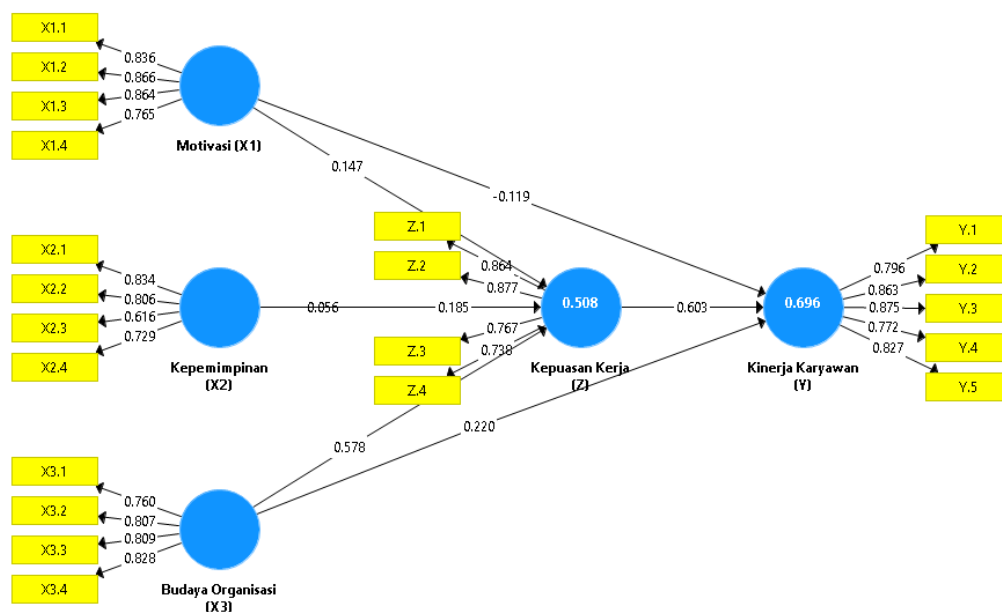 X1.1
0.836
X1.2
0.866
X1.3
0.864
X1.4
0.765
Motivasi (X1)
0.147
-0.119
X2.1
0.834
X2.2
0.806
X2.3
0.616
X2.4
0.729
Kepemimpinan
(X2)
0.056
0.185
Z.1
0.864
Z.2
0.877
Z.3
0.767
Z.4
0.738
0.508
Kepuasan Kerja
(Z)
0.603
0.696
Kinerja Karyawan
(Y)
Y.1
0.796
Y.2
0.863
Y.3
0.875
Y.4
0.772
Y.5
0.827
0.578
0.220
X3.1
0.760
X3.2
0.807
X3.3
0.809
X3.4
0.828
Budaya Organisasi
(X3)